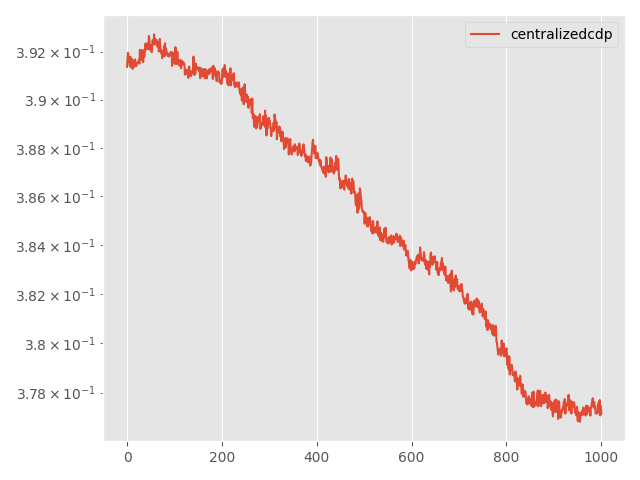 centralizedcdp
3.92 × 10⁻¹
3.9 × 10⁻¹
3.88 × 10⁻¹
3.86 × 10⁻¹
3.84 × 10⁻¹
3.82 × 10⁻¹
3.8 × 10⁻¹
3.78 × 10⁻¹
0 200 400 600 800 1000